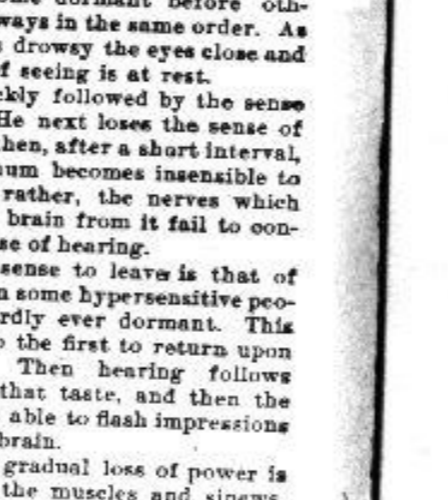 dormant before oth-
ways in the same order. As
drowsy the eyes close and
f seeing is at rest.
ckly followed by the sense
He next loses the sense of
hen, after a short interval,
num becomes insensible to
rather, the nerves which
brain from it fail to con-
se of hearing.
sense to leave is that of
n some hypersensitive peo-
rdly ever dormant. This
the first to return upon
Then hearing follows
that taste, and then the
able to flash impressions
brain.
gradual loss of power is
the muscles and sinews